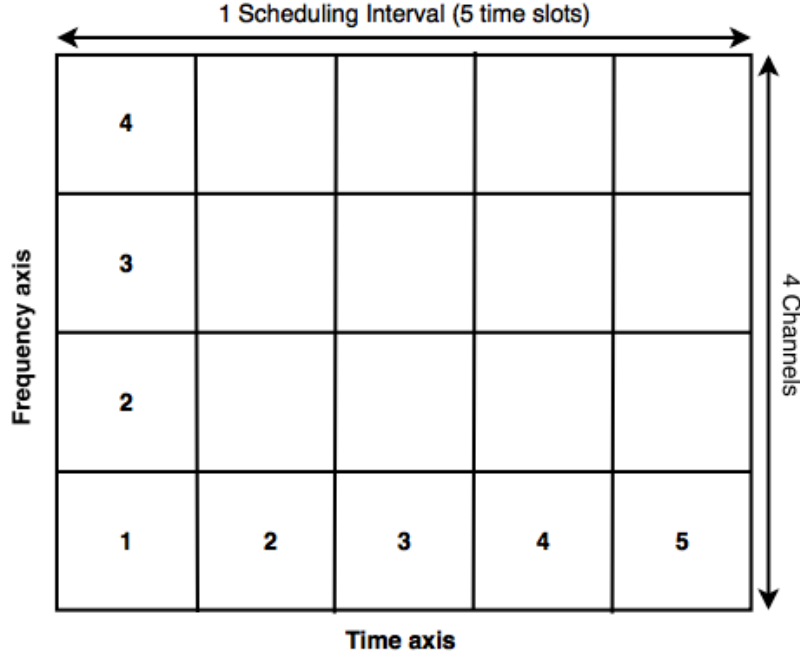 1 Scheduling Interval (5 time slots)
4
3
2
1 2 3 4 5
Frequency axis
4 Channels
Time axis